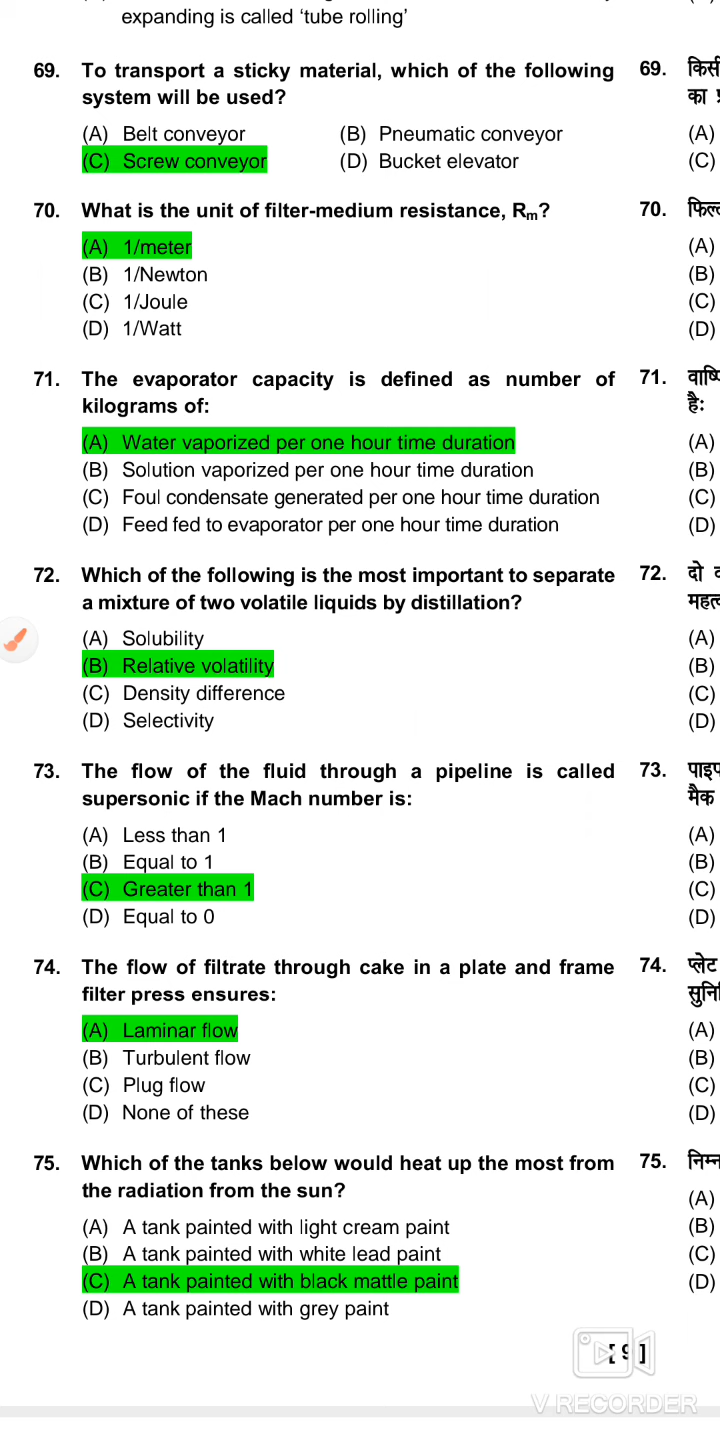 expanding is called ‘tube rolling’
69. To transport a sticky material, which of the following
system will be used?
(A) Belt conveyor (B) Pneumatic conveyor
(C) Screw conveyor (D) Bucket elevator
70. What is the unit of filter-medium resistance, Rm?
(A) 1/meter
(B) 1/Newton
(C) 1/Joule
(D) 1/Watt
71. The evaporator capacity is defined as number of
kilograms of:
(A) Water vaporized per one hour time duration
(B) Solution vaporized per one hour time duration
(C) Foul condensate generated per one hour time duration
(D) Feed fed to evaporator per one hour time duration
72. Which of the following is the most important to separate
a mixture of two volatile liquids by distillation?
(A) Solubility
(B) Relative volatility
(C) Density difference
(D) Selectivity
73. The flow of the fluid through a pipeline is called
supersonic if the Mach number is:
(A) Less than 1
(B) Equal to 1
(C) Greater than 1
(D) Equal to 0
74. The flow of filtrate through cake in a plate and frame
filter press ensures:
(A) Laminar flow
(B) Turbulent flow
(C) Plug flow
(D) None of these
75. Which of the tanks below would heat up the most from
the radiation from the sun?
(A) A tank painted with light cream paint
(B) A tank painted with white lead paint
(C) A tank painted with black mattle paint
(D) A tank painted with grey paint
69.
का
(A)
(C)
70.
(A)
(B)
(C)
(D)
71.
है:
(A)
(B)
(C)
(D)
72. दो
(A)
(B)
(C)
(D)
73.
मैक
(A)
(B)
(C)
(D)
74. प्लेट
(A)
(B)
(C)
(D)
75.
(A)
(B)
(C)
(D)
[ 9 ]
V RECORDER